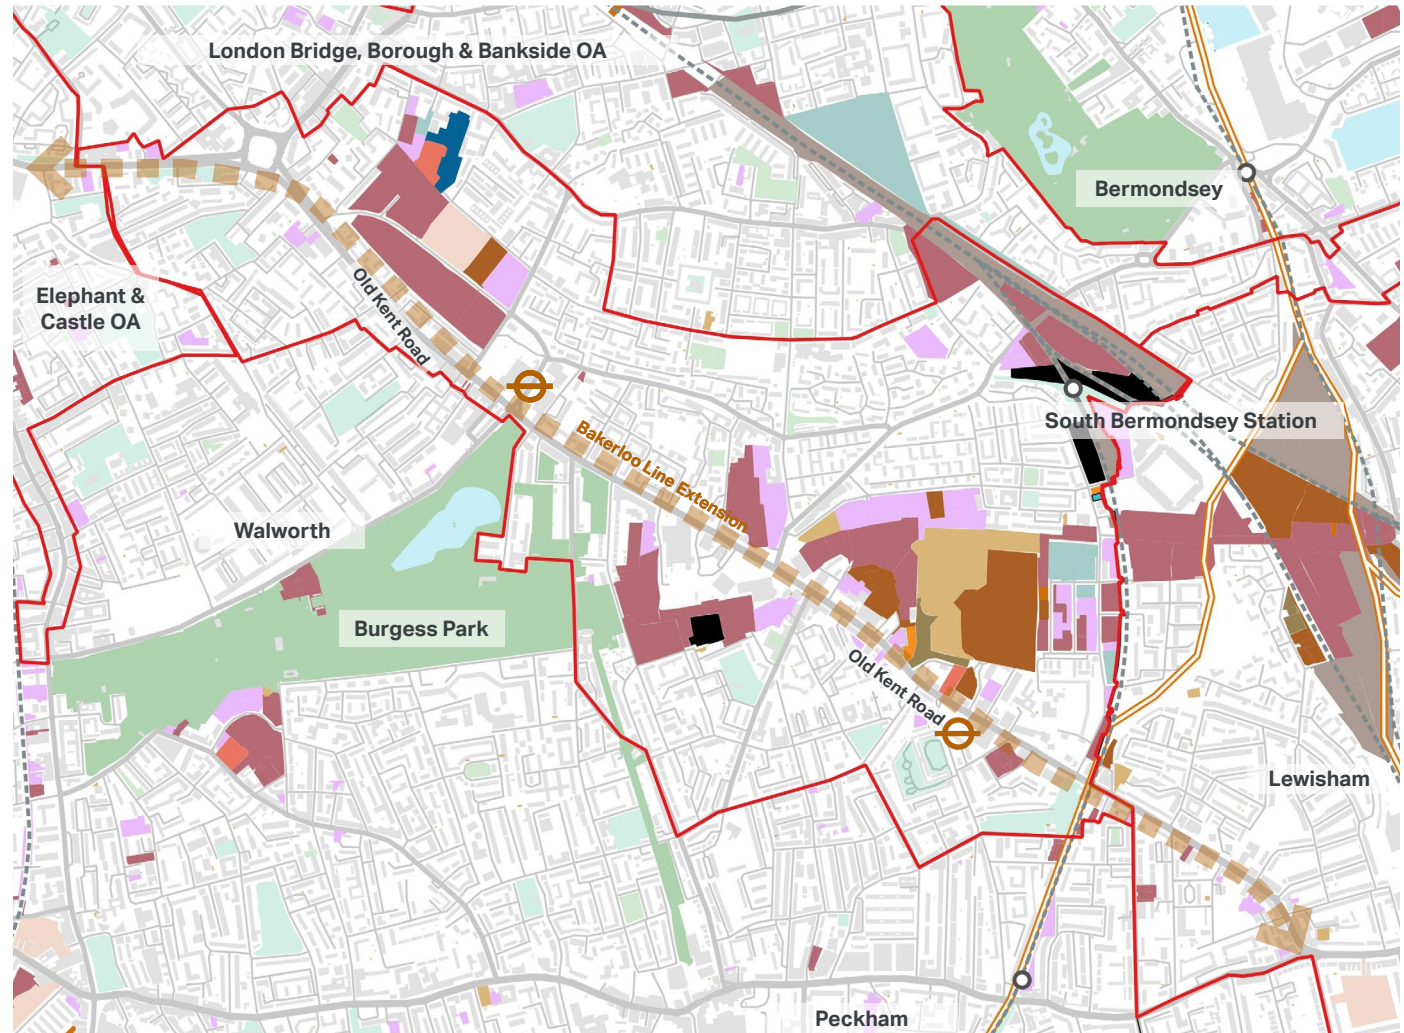 London Bridge, Borough & Bankside OA
Bermondsey
Elephant &
Castle OA
Old Kent Road
South Bermondsey Station
Bakerloo Line Extension
Walworth
Burgess Park
Old Kent Road
Lewisham
Peckham